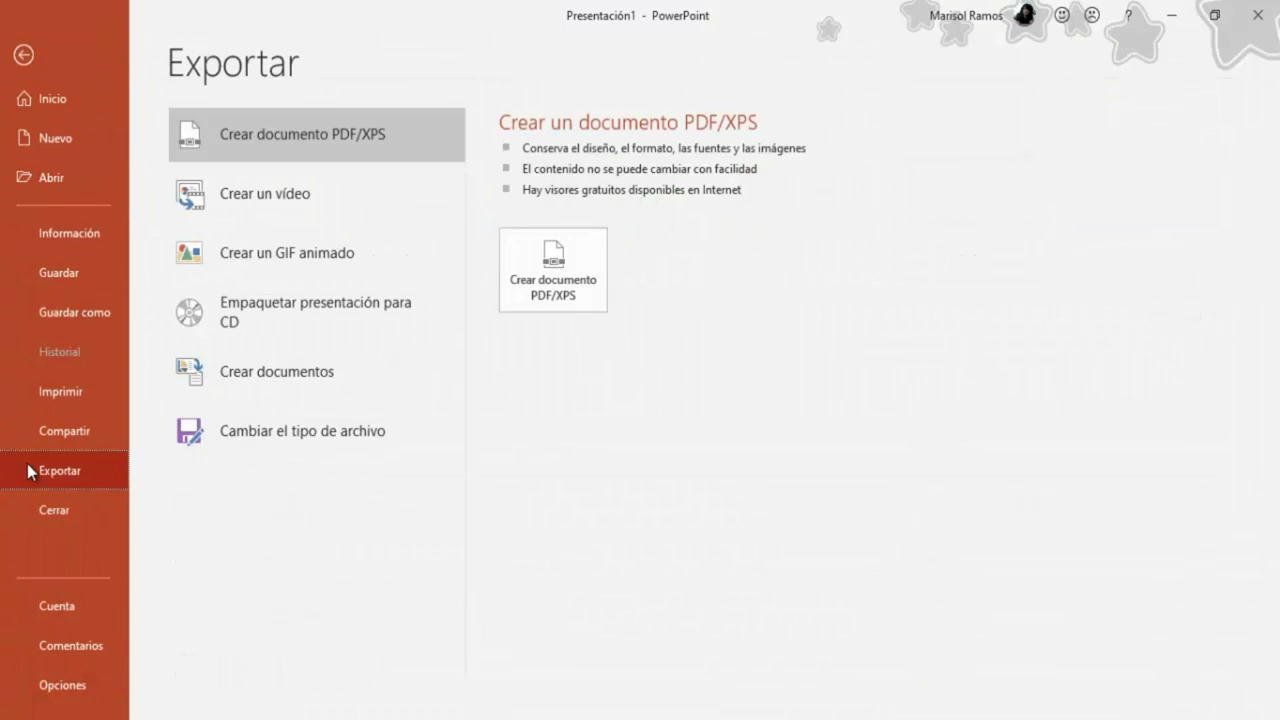 Presentación1 - PowerPoint
Marisol Ramos
?
Exportar
Inicio
Nuevo
Abrir
Información
Guardar
Guardar como
Historial
Imprimir
Compartir
Exportar
Cerrar
Cuenta
Comentarios
Opciones
Crear documento PDF/XPS
Crear un vídeo
Crear un GIF animado
Empaquetar presentación para
CD
Crear documentos
Cambiar el tipo de archivo
Crear un documento PDF/XPS
Conserva el diseño, el formato, las fuentes y las imágenes
El contenido no se puede cambiar con facilidad
Hay visores gratuitos disponibles en Internet
Crear documento
PDF/XPS